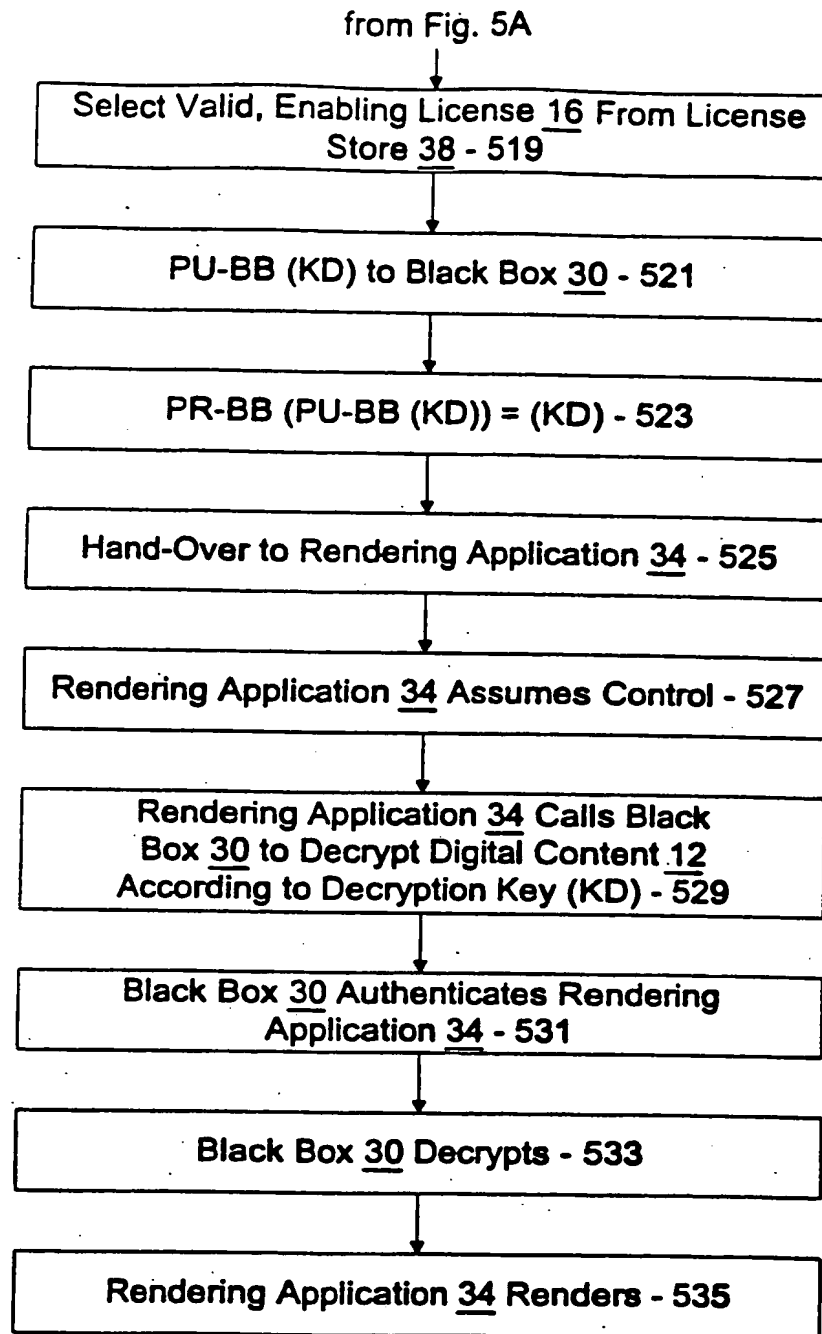 from Fig. 5A
Select Valid, Enabling License 16 From License
Store 38 - 519
PU-BB (KD) to Black Box 30 - 521
PR-BB (PU-BB (KD)) = (KD) - 523
Hand-Over to Rendering Application 34 - 525
Rendering Application 34 Assumes Control - 527
Rendering Application 34 Calls Black
Box 30 to Decrypt Digital Content 12
According to Decryption Key (KD) - 529
Black Box 30 Authenticates Rendering
Application 34 - 531
Black Box 30 Decrypts - 533
Rendering Application 34 Renders - 535